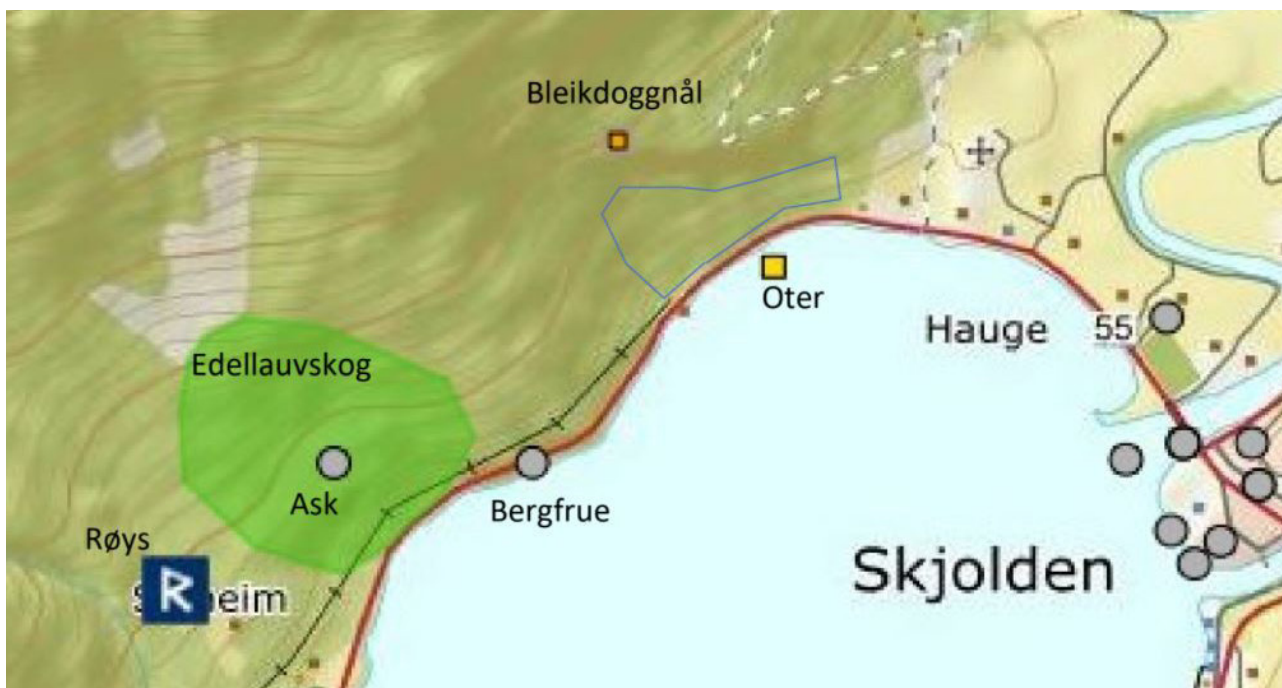 Bleikdoggnål
Oter
Hauge
55
Edellauvskog
Ask
Bergfrue
Røys
R
Skjolden